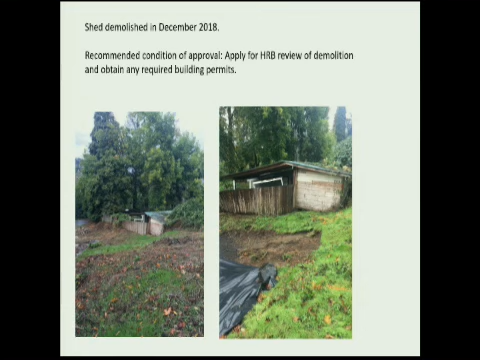 Shed demolished in December 2018.
Recommended condition of approval: Apply for HRB review of demolition
and obtain any required building permits.